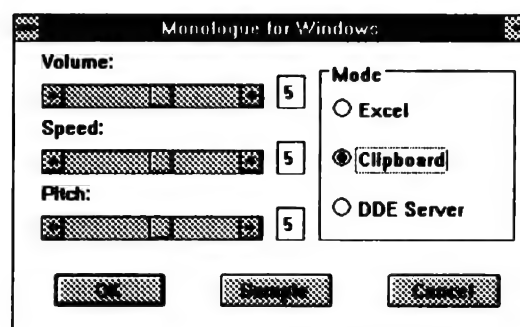 Monologue for Windows
Volume:
5
Speed:
5
Pitch:
5
Mode
Excel
Clipboard
DDE Server
OK
Sample
Cancel